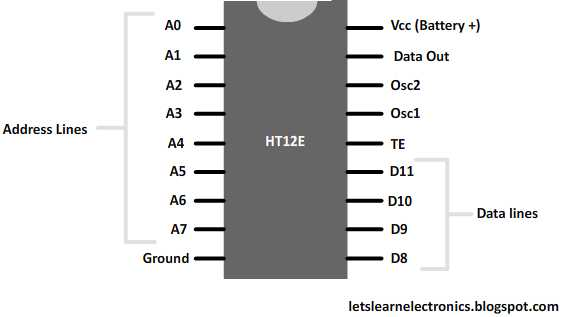 A0 Vcc (Battery +)
A1 Data Out
A2 Osc2
A3 Osc1
Address Lines A4 HT12E TE
A5 D11
A6 D10
A7 D9 Data lines
Ground D8
letslearnelectronics.blogspot.com